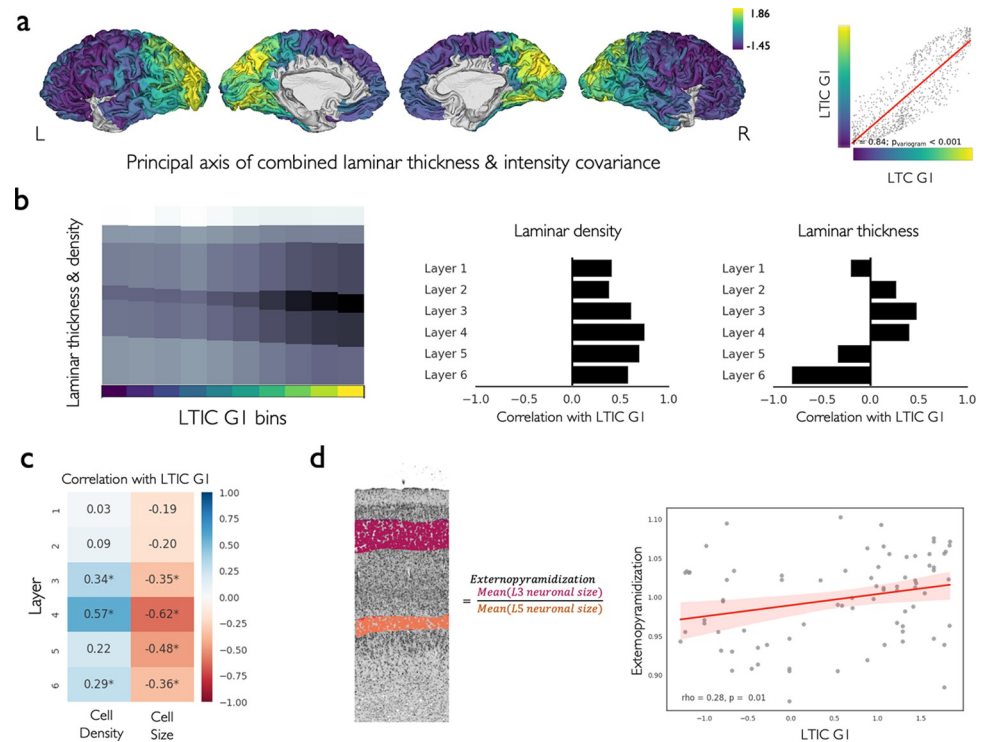 a
1.86
-1.45
L
R
Principal axis of combined laminar thickness & intensity covariance
LTIC G1
= 0.84; pvariogram < 0.001
LTC G1
b
Laminar thickness & density
LTIC G1 bins
Laminar density
Layer 1
Layer 2
Layer 3
Layer 4
Layer 5
Layer 6
−1.0 −0.5 0.0 0.5 1.0
Correlation with LTIC G1
Laminar thickness
Layer 1
Layer 2
Layer 3
Layer 4
Layer 5
Layer 6
−1.0 −0.5 0.0 0.5 1.0
Correlation with LTIC G1
c
Correlation with LTIC G1
Layer
1 0.03 -0.19
2 0.09 -0.20
3 0.34* -0.35*
4 0.57* -0.62*
5 0.22 -0.48*
6 0.29* -0.36*
Cell Cell
Density Size
1.00
0.75
0.50
0.25
0.00
−0.25
−0.50
−0.75
−1.00
d
Externopyramidization
= Mean(L3 neuronal size)
Mean(L5 neuronal size)
Externopyramidization
1.10
1.05
1.00
0.95
0.90
rho = 0.28, p = 0.01
−1.0 −0.5 0.0 0.5 1.0 1.5
LTIC G1